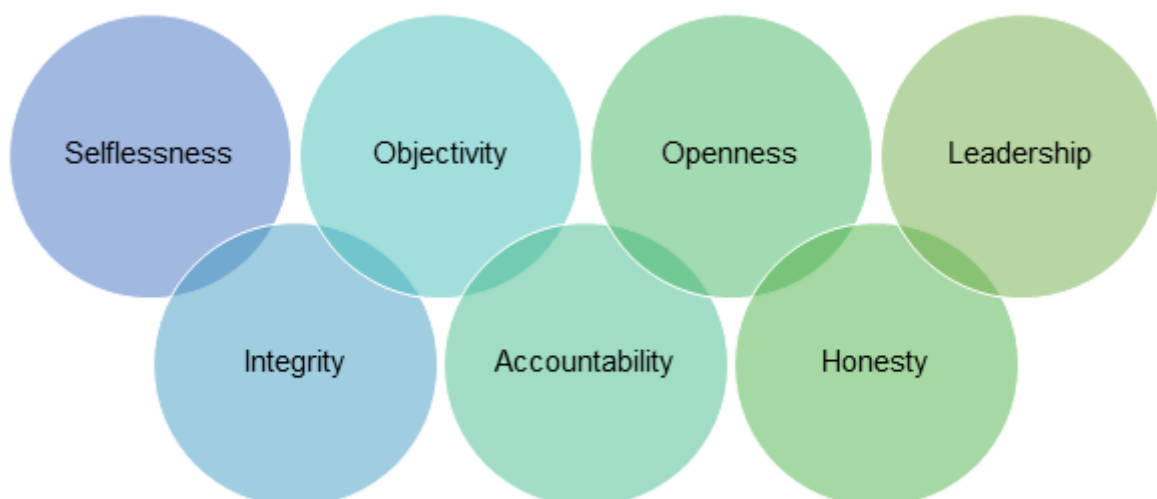 Selflessness
Objectivity
Openness
Leadership
Integrity
Accountability
Honesty